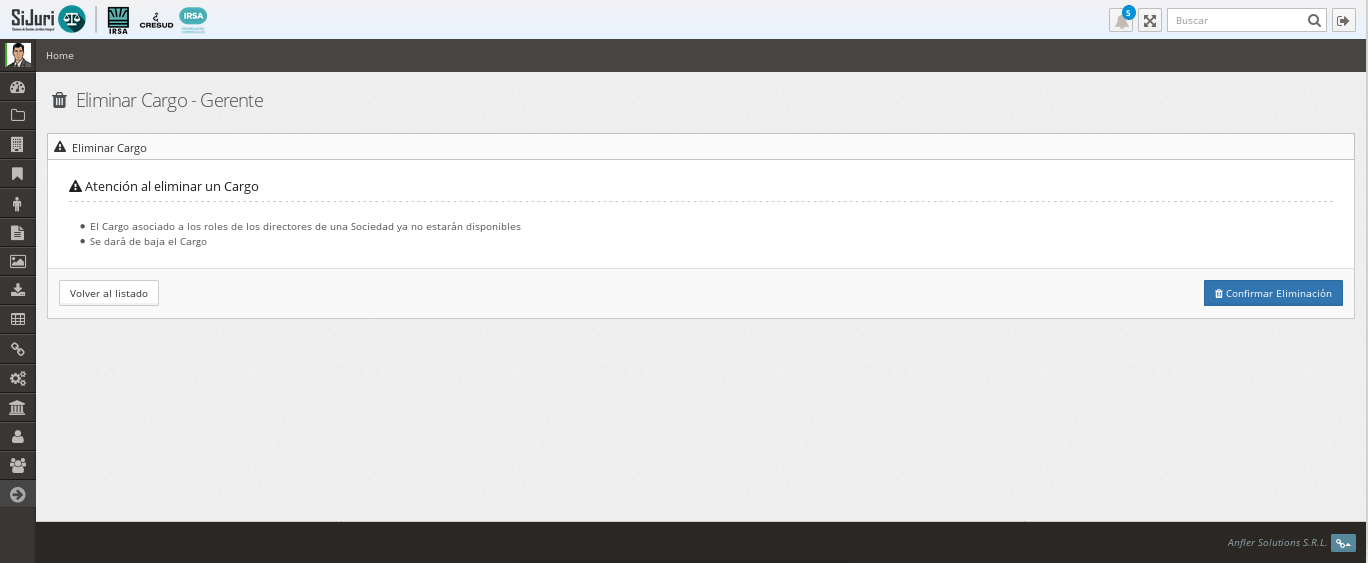 SiJuri
IRSA
CRESUD
IRSA
5
Buscar
Home
Eliminar Cargo - Gerente
Eliminar Cargo
Atención al eliminar un Cargo
El Cargo asociado a los roles de los directores de una Sociedad ya no estarán disponibles
Se dará de baja el Cargo
Volver al listado
Confirmar Eliminación
Anfler Solutions S.R.L.